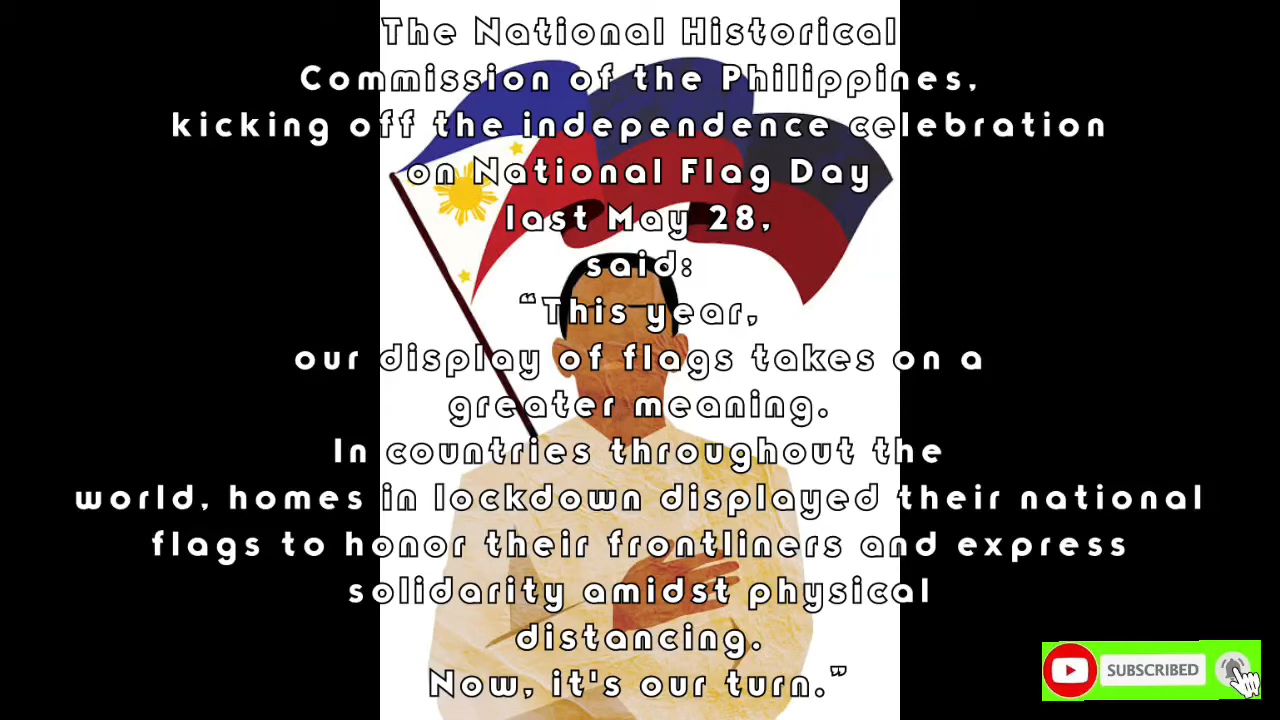 The National Historical
Commission of the Philippines,
kicking off the independence celebration
on National Flag Day
last May 28,
said:
“This year,
our display of flags takes on a
greater meaning.
In countries throughout the
world, homes in lockdown displayed their national
flags to honor their frontliners and express
solidarity amidst physical
distancing.
Now, it's our turn.”
SUBSCRIBED